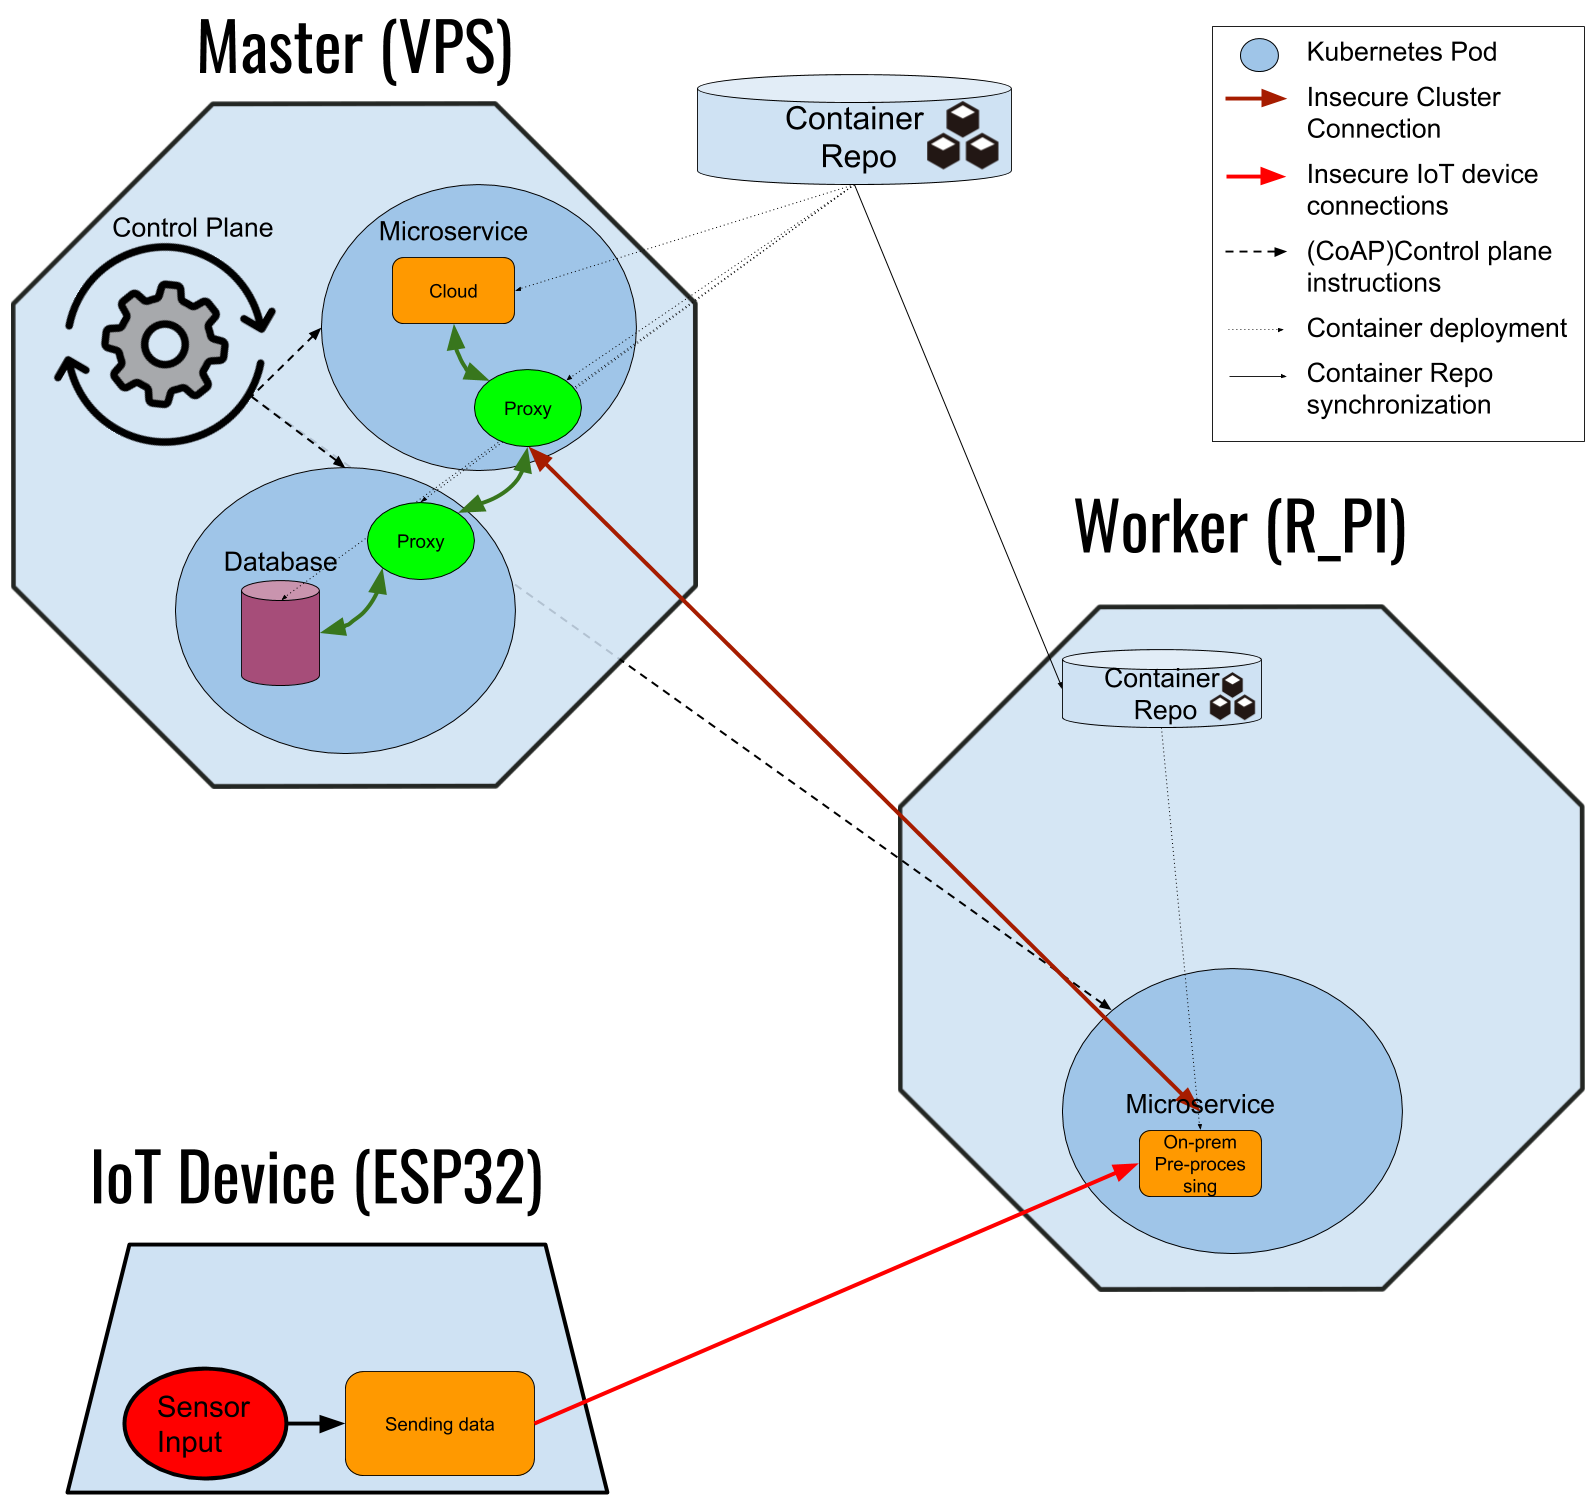 Master (VPS)
Container
Repo
Kubernetes Pod
Insecure Cluster
Connection
Insecure IoT device
connections
(CoAP)Control plane
instructions
Container deployment
Container Repo
synchronization
Control Plane
Microservice
Cloud
Proxy
Proxy
Database
Worker (R_PI)
Container
Repo
Microservice
On-prem
Pre-proces
sing
IoT Device (ESP32)
Sensor
Input
Sending data